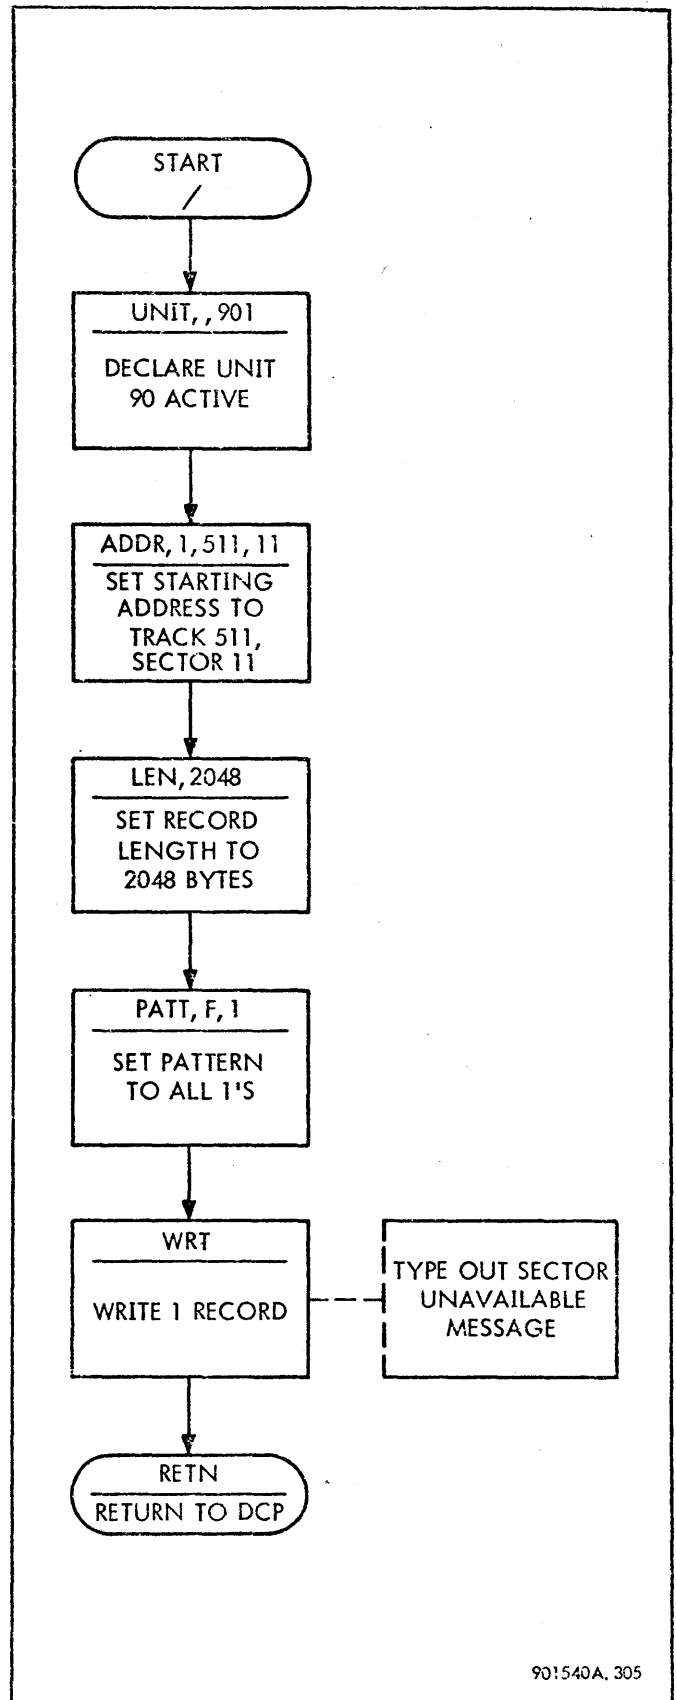 START
UNIT, , 901
DECLARE UNIT
90 ACTIVE
ADDR, 1, 511, 11
SET STARTING
ADDRESS TO
TRACK 511,
SECTOR 11
LEN, 2048
SET RECORD
LENGTH TO
2048 BYTES
PATT, F, 1
SET PATTERN
TO ALL 1'S
WRT
WRITE 1 RECORD
TYPE OUT SECTOR
UNAVAILABLE
MESSAGE
RETN
RETURN TO DCP
901540A. 305